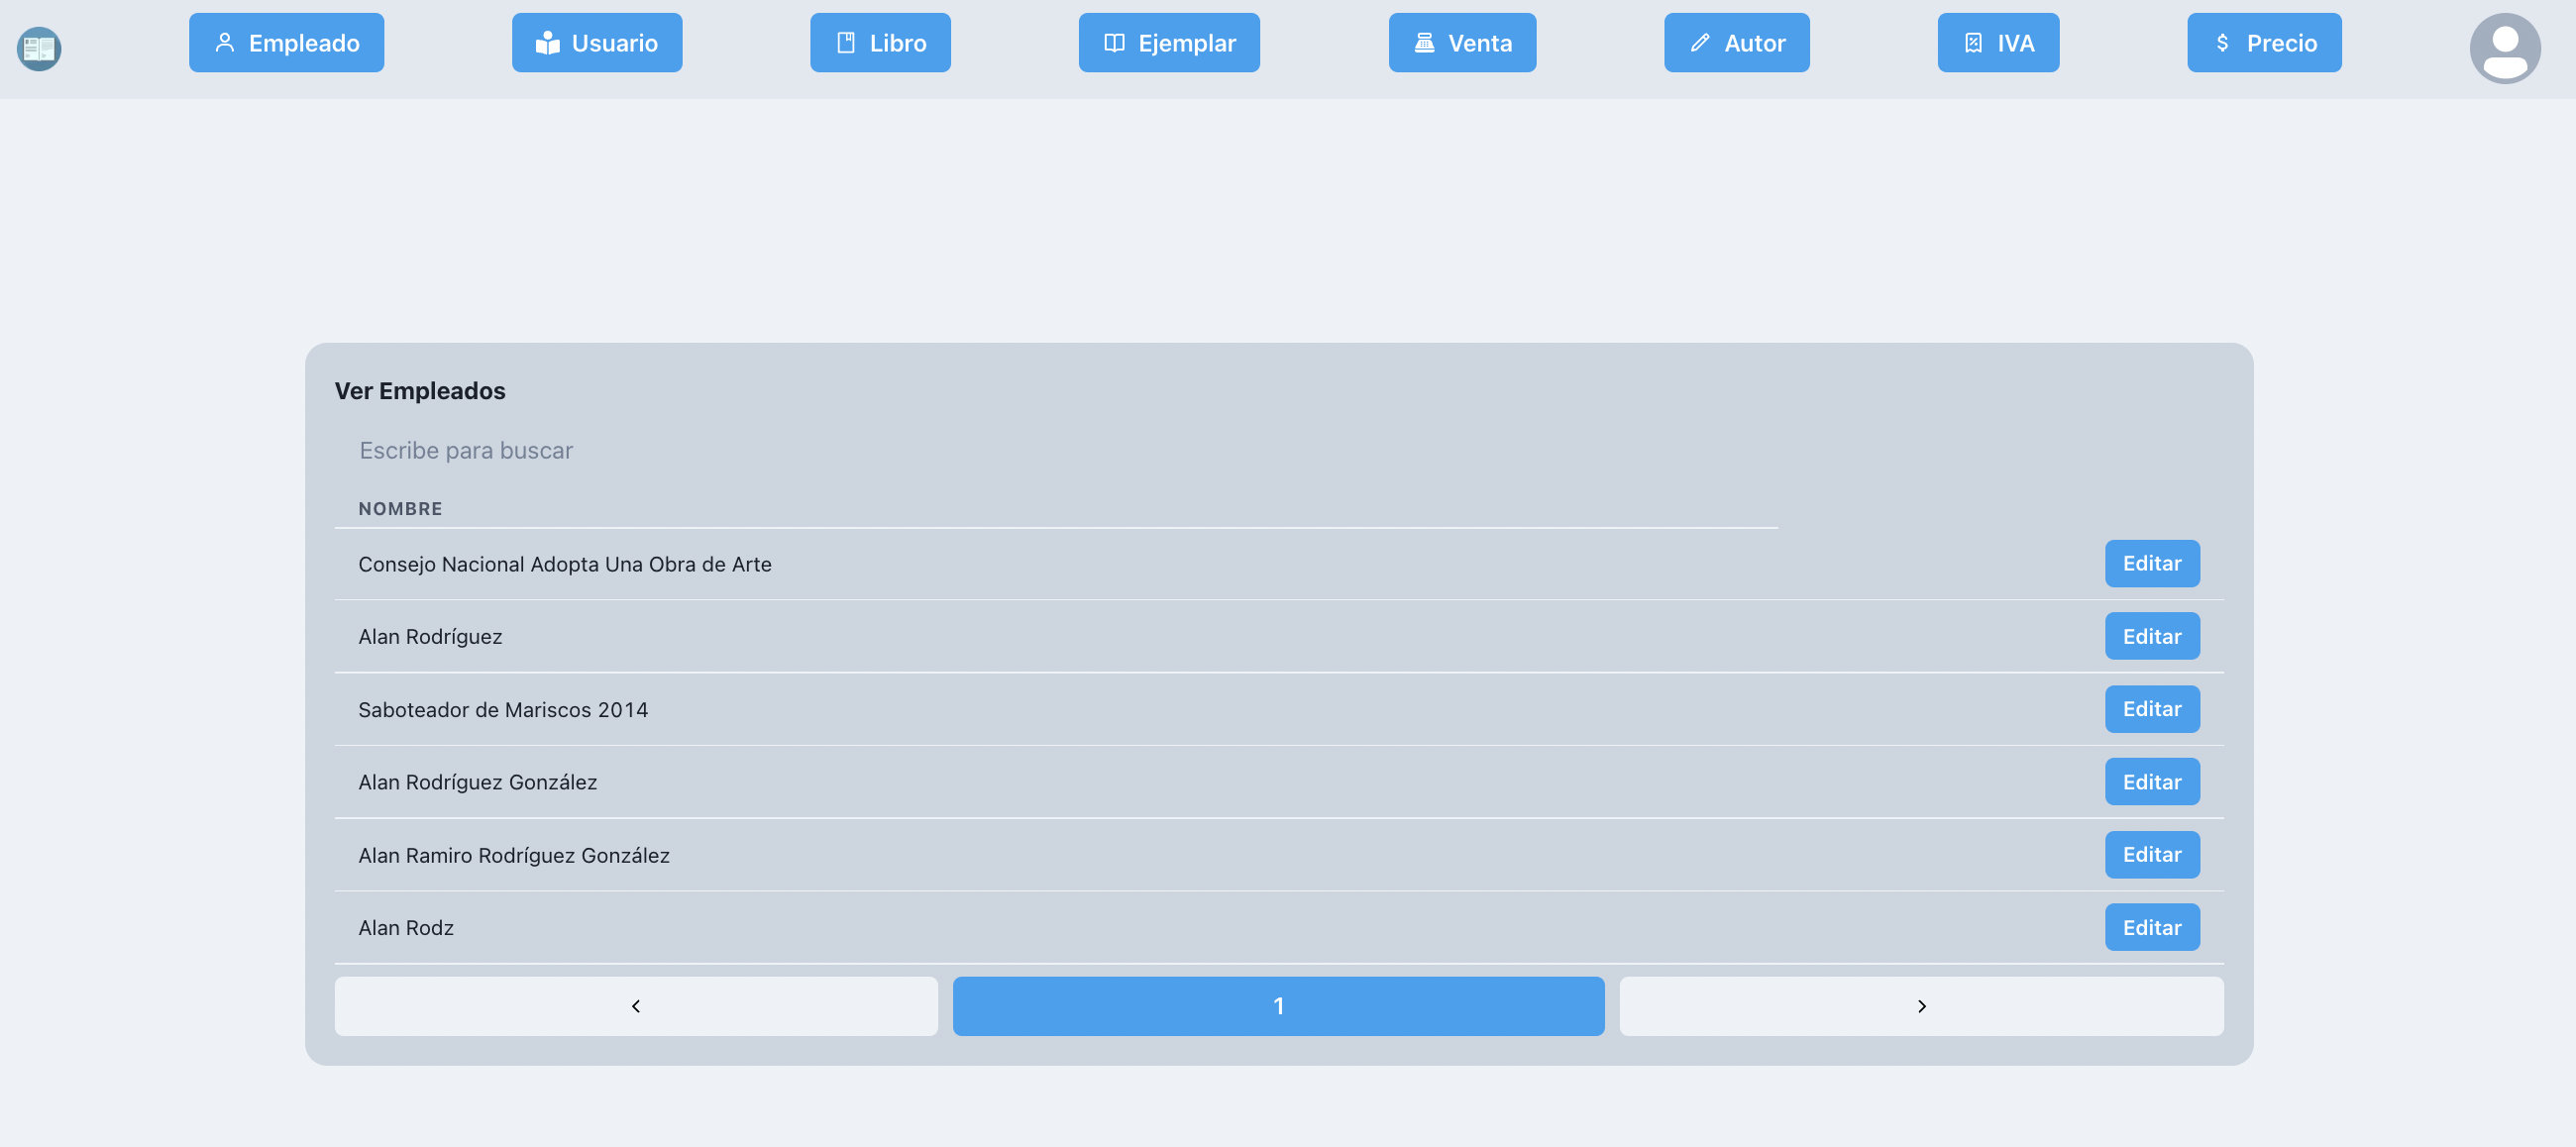 Empleado Usuario Libro Ejemplar Venta Autor IVA Precio
Ver Empleados
Escribe para buscar
NOMBRE
Consejo Nacional Adopta Una Obra de Arte Editar
Alan Rodríguez Editar
Saboteador de Mariscos 2014 Editar
Alan Rodríguez González Editar
Alan Ramiro Rodríguez González Editar
Alan Rodz Editar
1